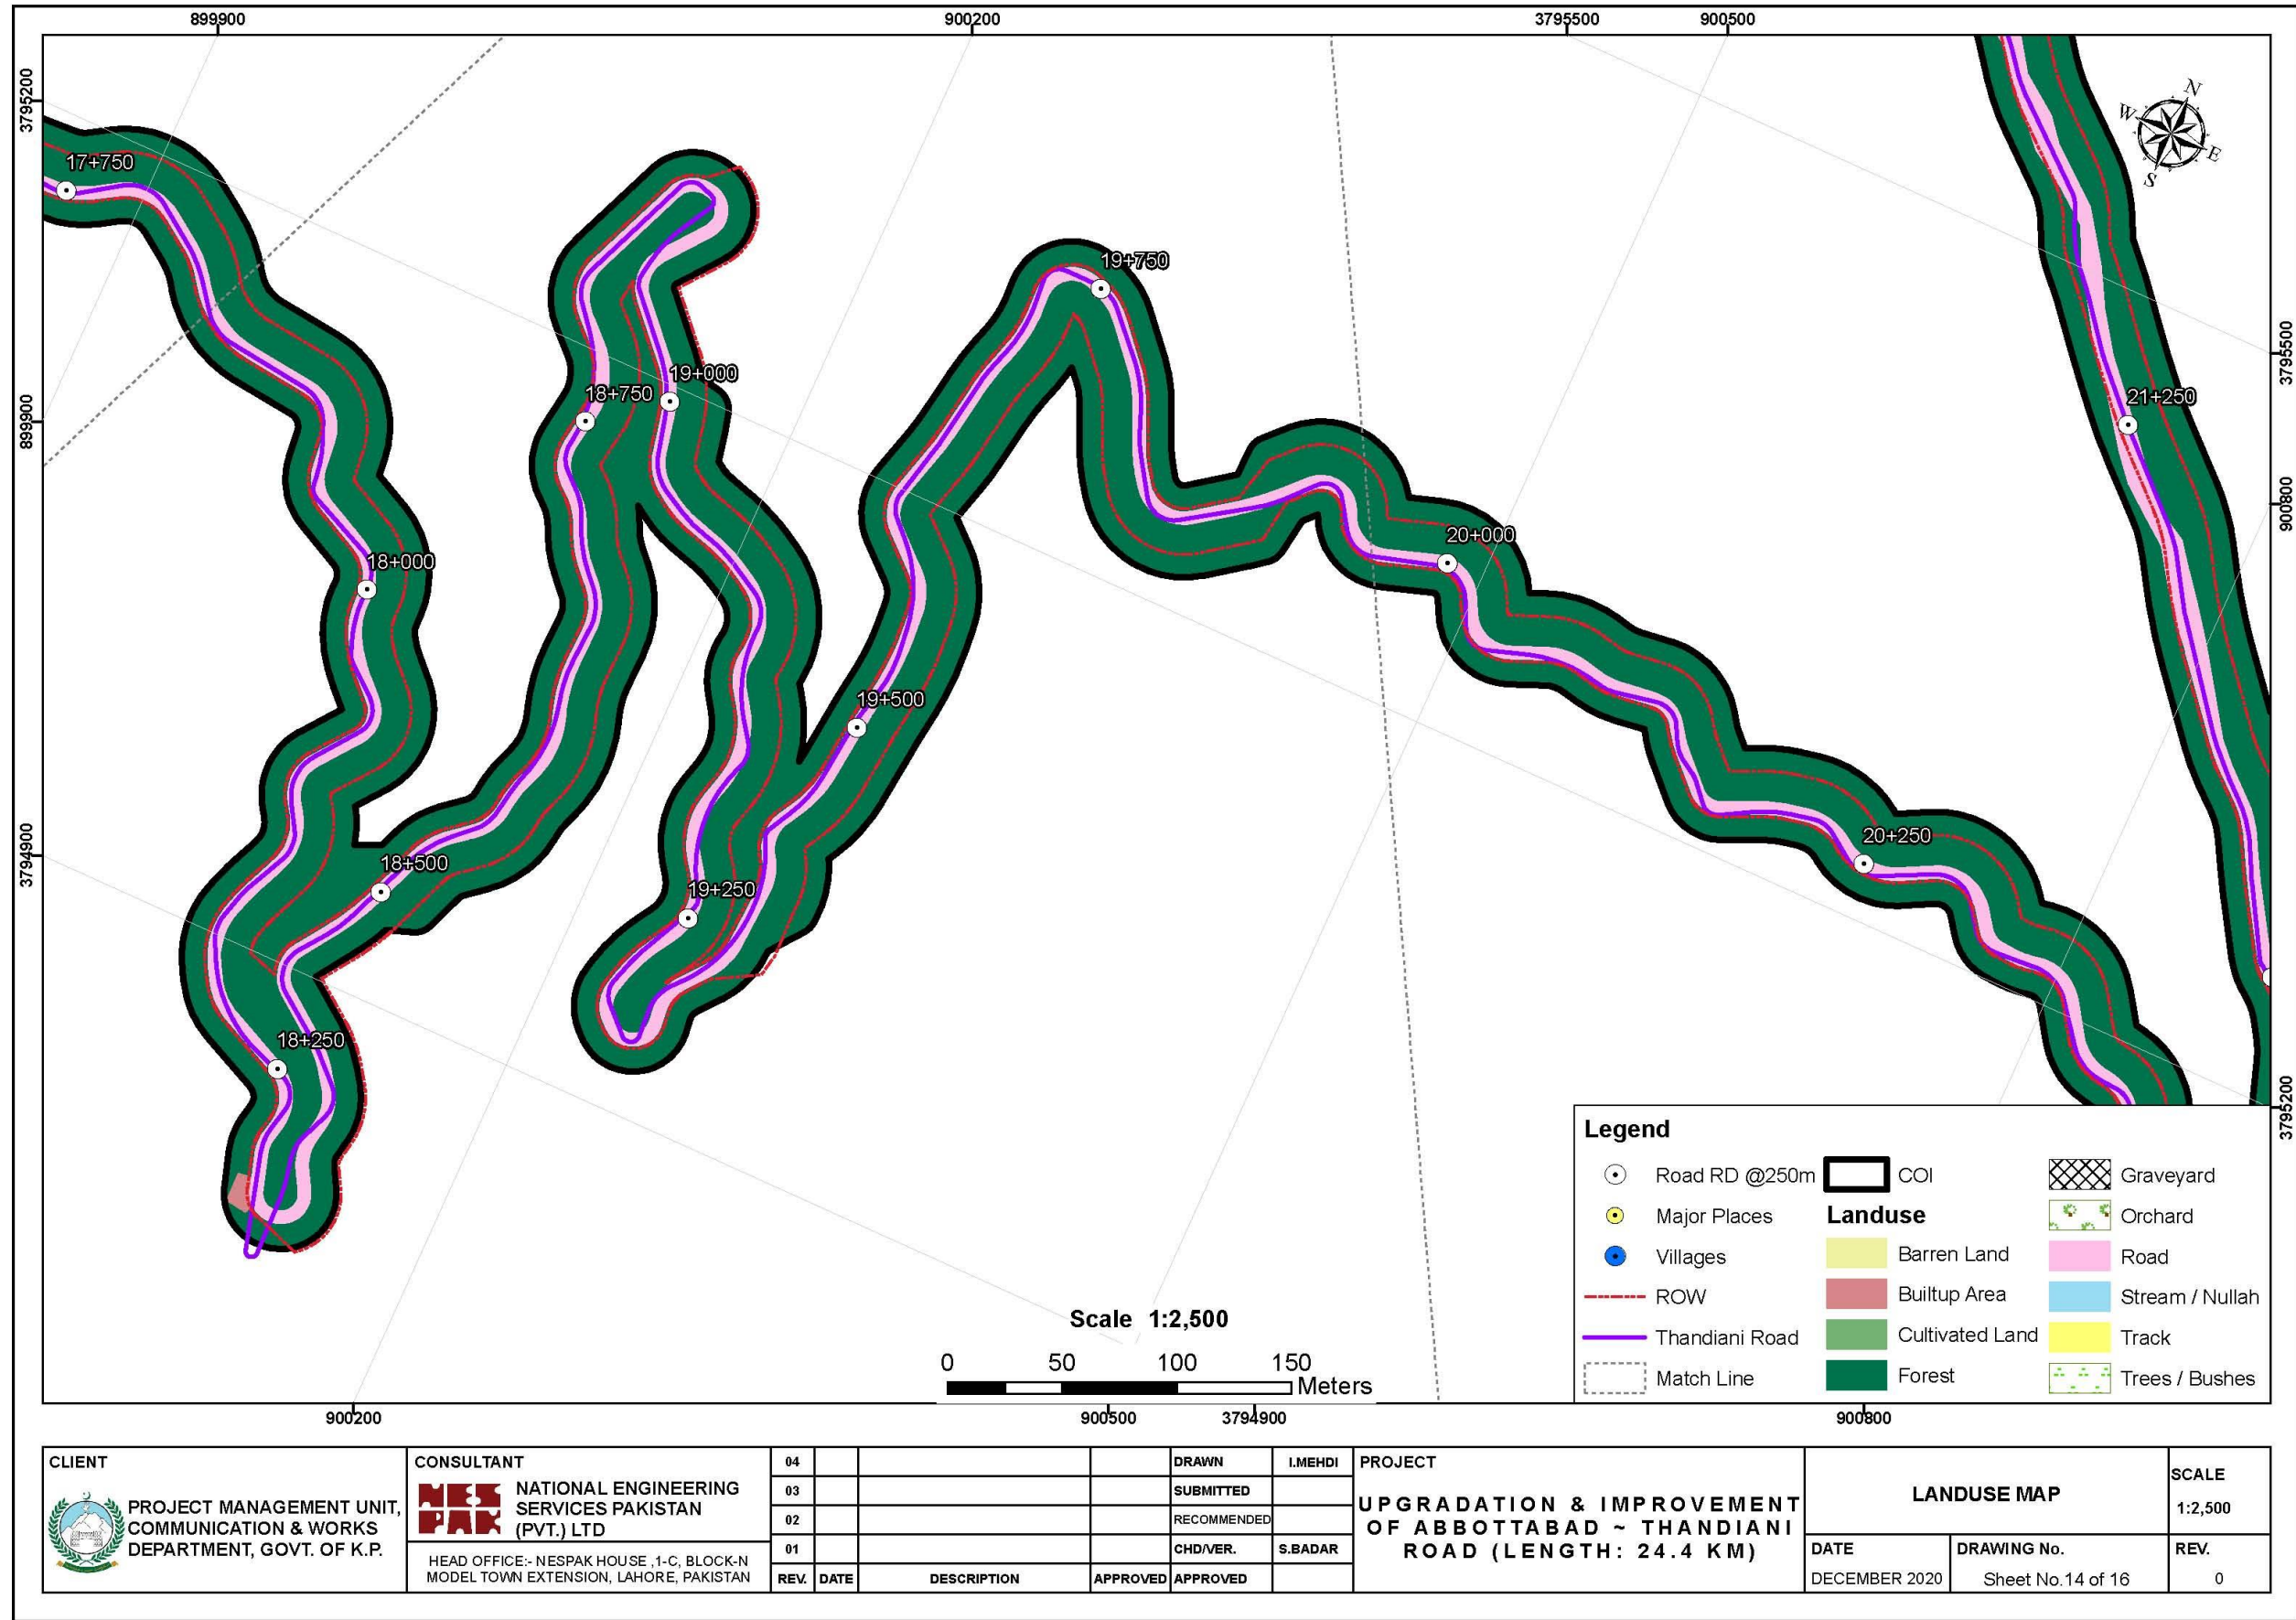 899900
900200
3795500
900500
3795200
899900
3794900
3795500
900800
3795200
N
W
E
S
17+750
18+000
18+250
18+500
18+750
19+000
19+250
19+500
19+750
20+000
20+250
21+250
Scale 1:2,500
0 50 100 150
Meters
Legend
Road RD @250m
Major Places
Villages
ROW
Thandiani Road
Match Line
COI
Landuse
Barren Land
Builtup Area
Cultivated Land
Forest
Graveyard
Orchard
Road
Stream / Nullah
Track
Trees / Bushes
900200
900500
3794900
900800
CLIENT
PROJECT MANAGEMENT UNIT,
COMMUNICATION & WORKS
DEPARTMENT, GOVT. OF K.P.
CONSULTANT
NES
PAK
NATIONAL ENGINEERING
SERVICES PAKISTAN
(PVT.) LTD
HEAD OFFICE:- NESPAK HOUSE ,1-C, BLOCK-N
MODEL TOWN EXTENSION, LAHORE, PAKISTAN
04
03
02
01
REV. DATE DESCRIPTION APPROVED
DRAWN I.MEHDI
SUBMITTED
RECOMMENDED
CHD/VER. S.BADAR
APPROVED
PROJECT
UPGRADATION & IMPROVEMENT
OF ABBOTTABAD ~ THANDIANI
ROAD (LENGTH: 24.4 KM)
LANDUSE MAP
SCALE
1:2,500
DATE
DECEMBER 2020
DRAWING No.
Sheet No.14 of 16
REV.
0